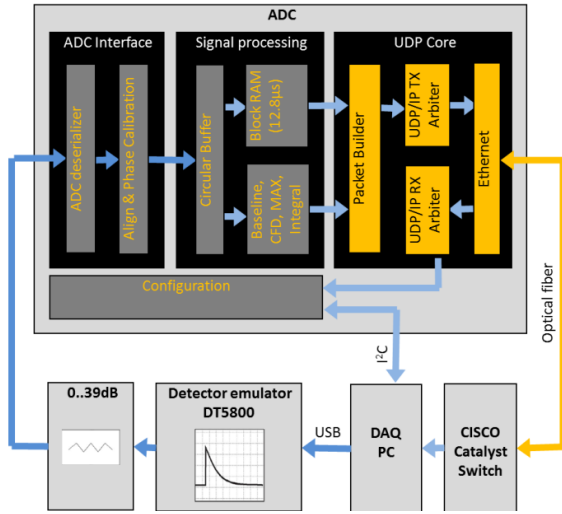 ADC
ADC Interface
ADC deserializer
Align & Phase Calibration
Signal processing
Circular Buffer
Block RAM
(12.8µs)
Baseline,
CFD, MAX,
Integral
UDP Core
Packet Builder
UDP/IP TX
Arbiter
UDP/IP RX
Arbiter
Ethernet
Configuration
I²C
Optical fiber
0..39dB
Detector emulator
DT5800
USB
DAQ
PC
CISCO
Catalyst
Switch